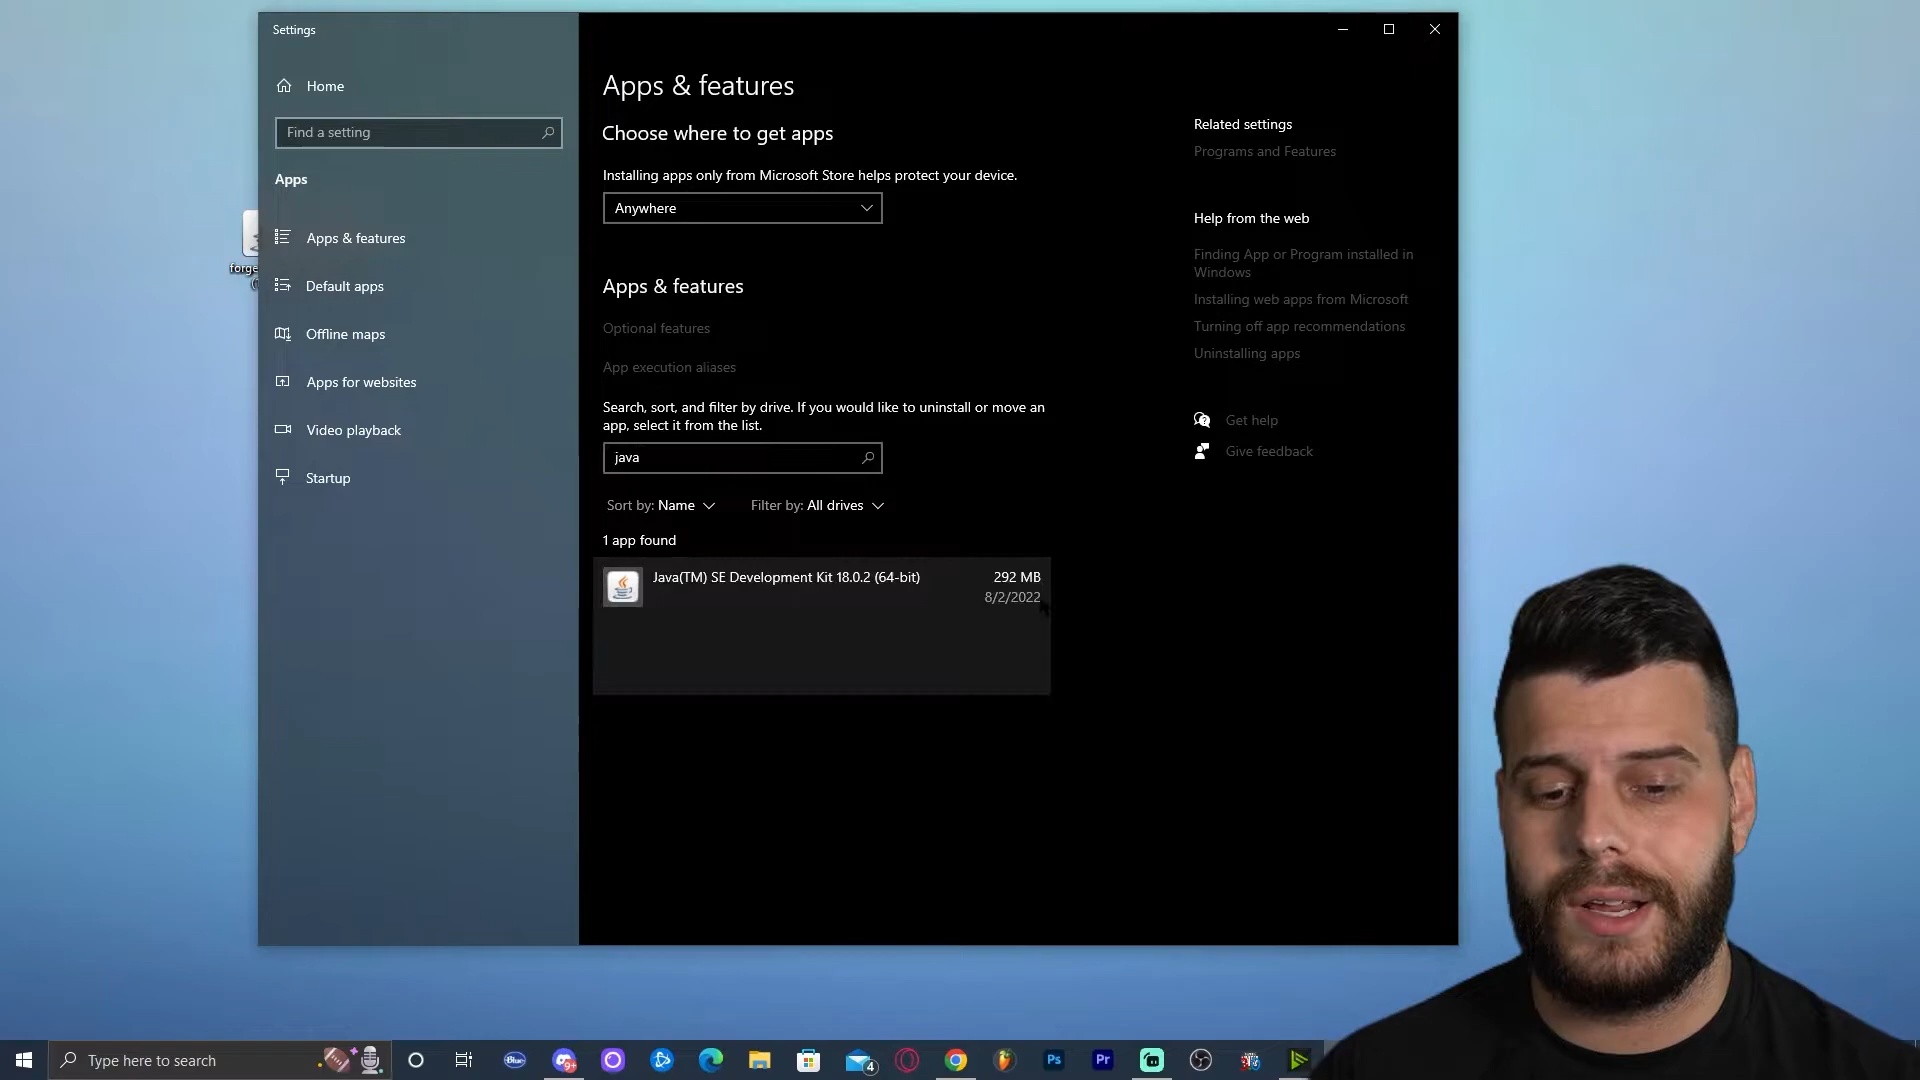 Settings
Home
Find a setting
Apps
Apps & features
Default apps
Offline maps
Apps for websites
Video playback
Startup
forge
Apps & features
Choose where to get apps
Installing apps only from Microsoft Store helps protect your device.
Anywhere
Apps & features
Optional features
App execution aliases
Search, sort, and filter by drive. If you would like to uninstall or move an
app, select it from the list.
java
Sort by: Name
Filter by: All drives
1 app found
Java(TM) SE Development Kit 18.0.2 (64-bit)
292 MB
8/2/2022
Related settings
Programs and Features
Help from the web
Finding App or Program installed in
Windows
Installing web apps from Microsoft
Turning off app recommendations
Uninstalling apps
Get help
Give feedback
Type here to search
Blue
9+
4
Ps
Pr